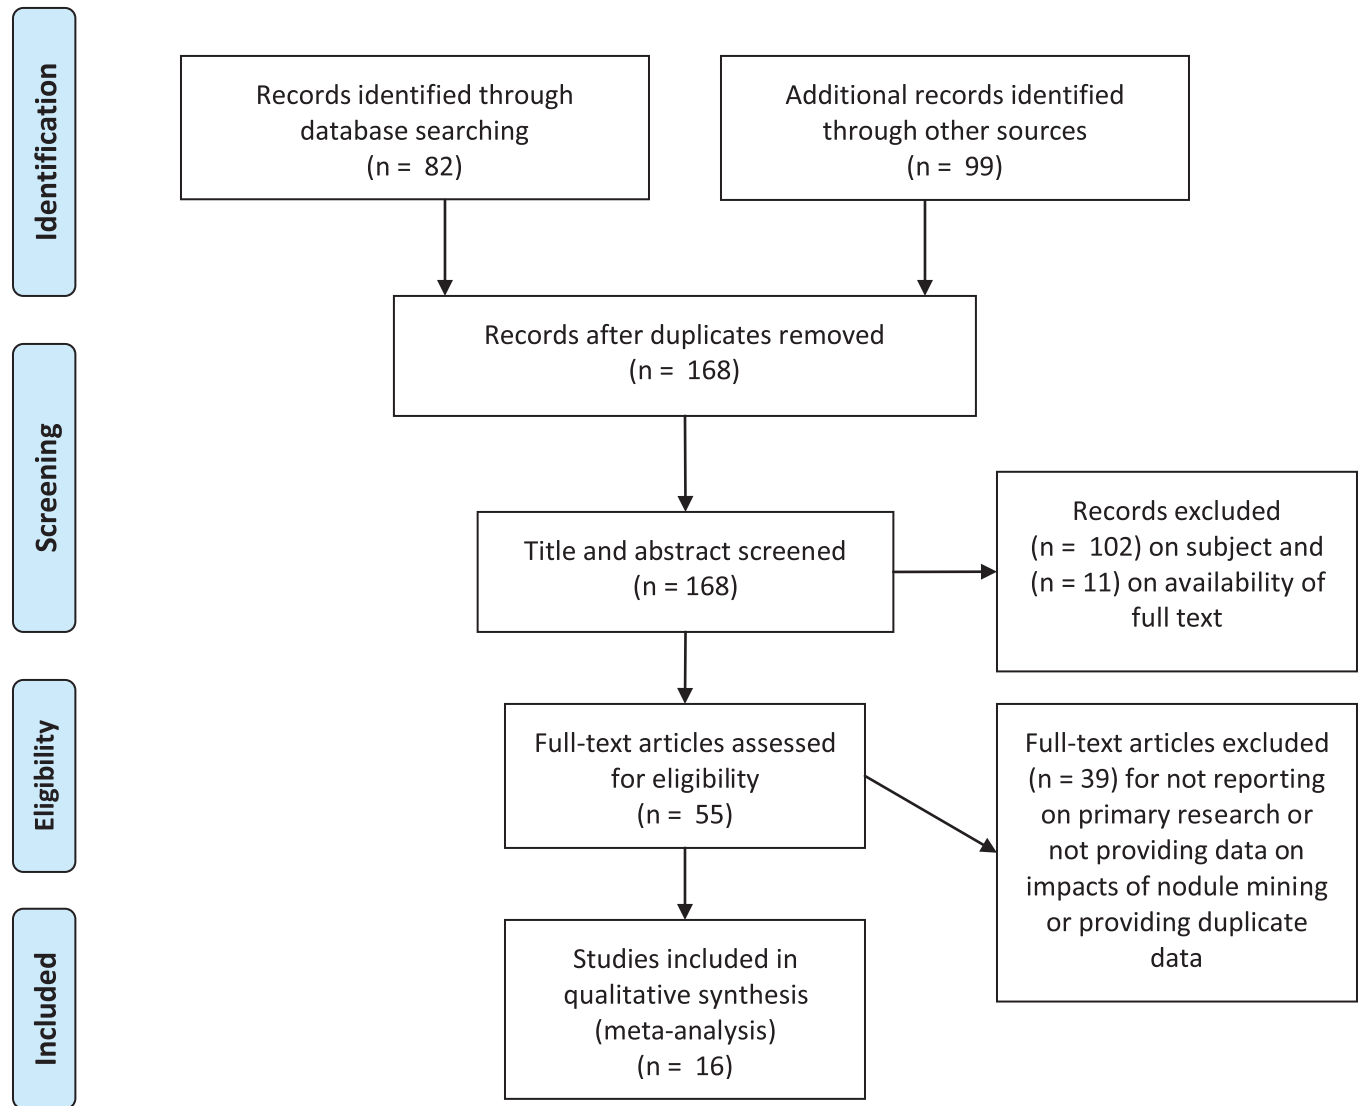 Identification
Records identified through
database searching
(n = 82)
Additional records identified
through other sources
(n = 99)
Records after duplicates removed
(n = 168)
Screening
Title and abstract screened
(n = 168)
Records excluded
(n = 102) on subject and
(n = 11) on availability of
full text
Eligibility
Full-text articles assessed
for eligibility
(n = 55)
Full-text articles excluded
(n = 39) for not reporting
on primary research or
not providing data on
impacts of nodule mining
or providing duplicate
data
Included
Studies included in
qualitative synthesis
(meta-analysis)
(n = 16)